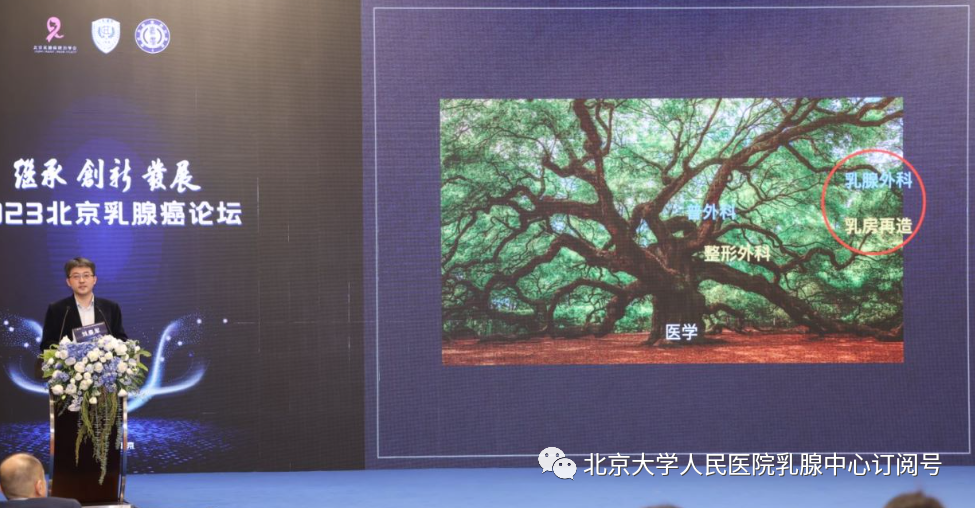 继承 创新 发展
023北京乳腺癌论坛
乳腺外科
普外科
乳房再造
整形外科
医学
北京大学人民医院乳腺中心订阅号